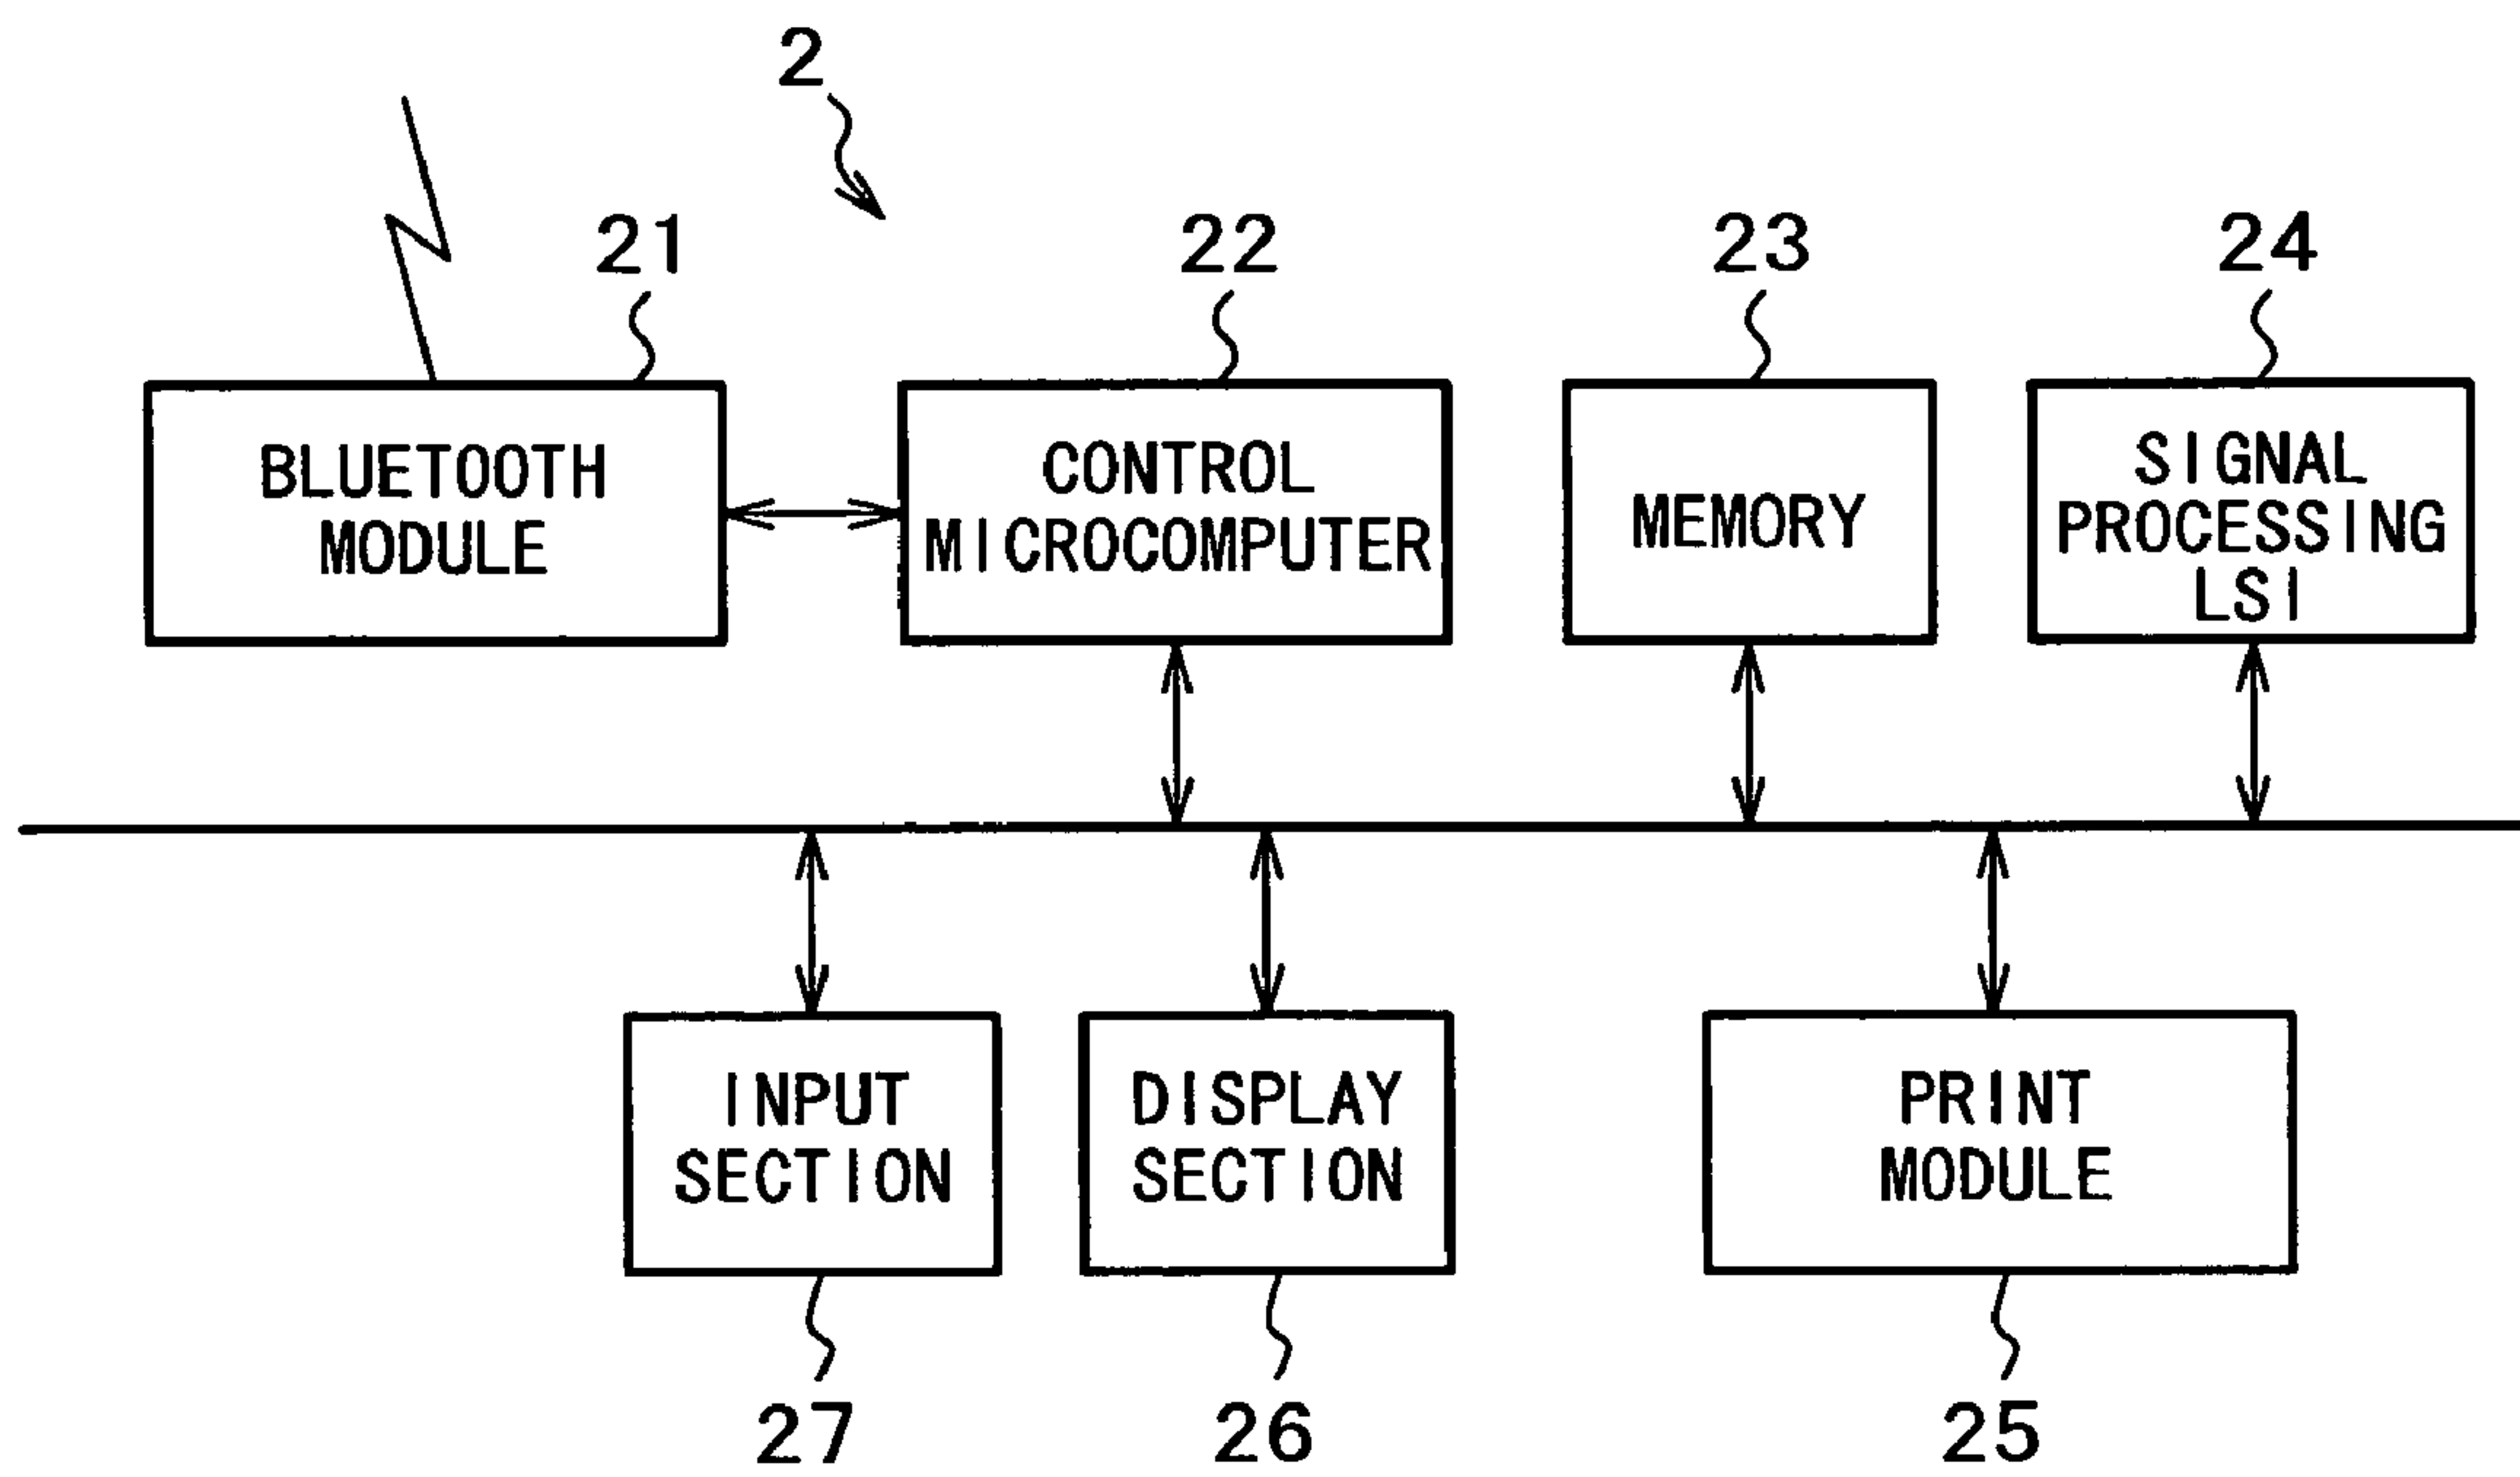 2
21
22
23
24
BLUETOOTH
MODULE
CONTROL
MICROCOMPUTER
MEMORY
SIGNAL
PROCESSING
LSI
INPUT
SECTION
DISPLAY
SECTION
PRINT
MODULE
27
26
25